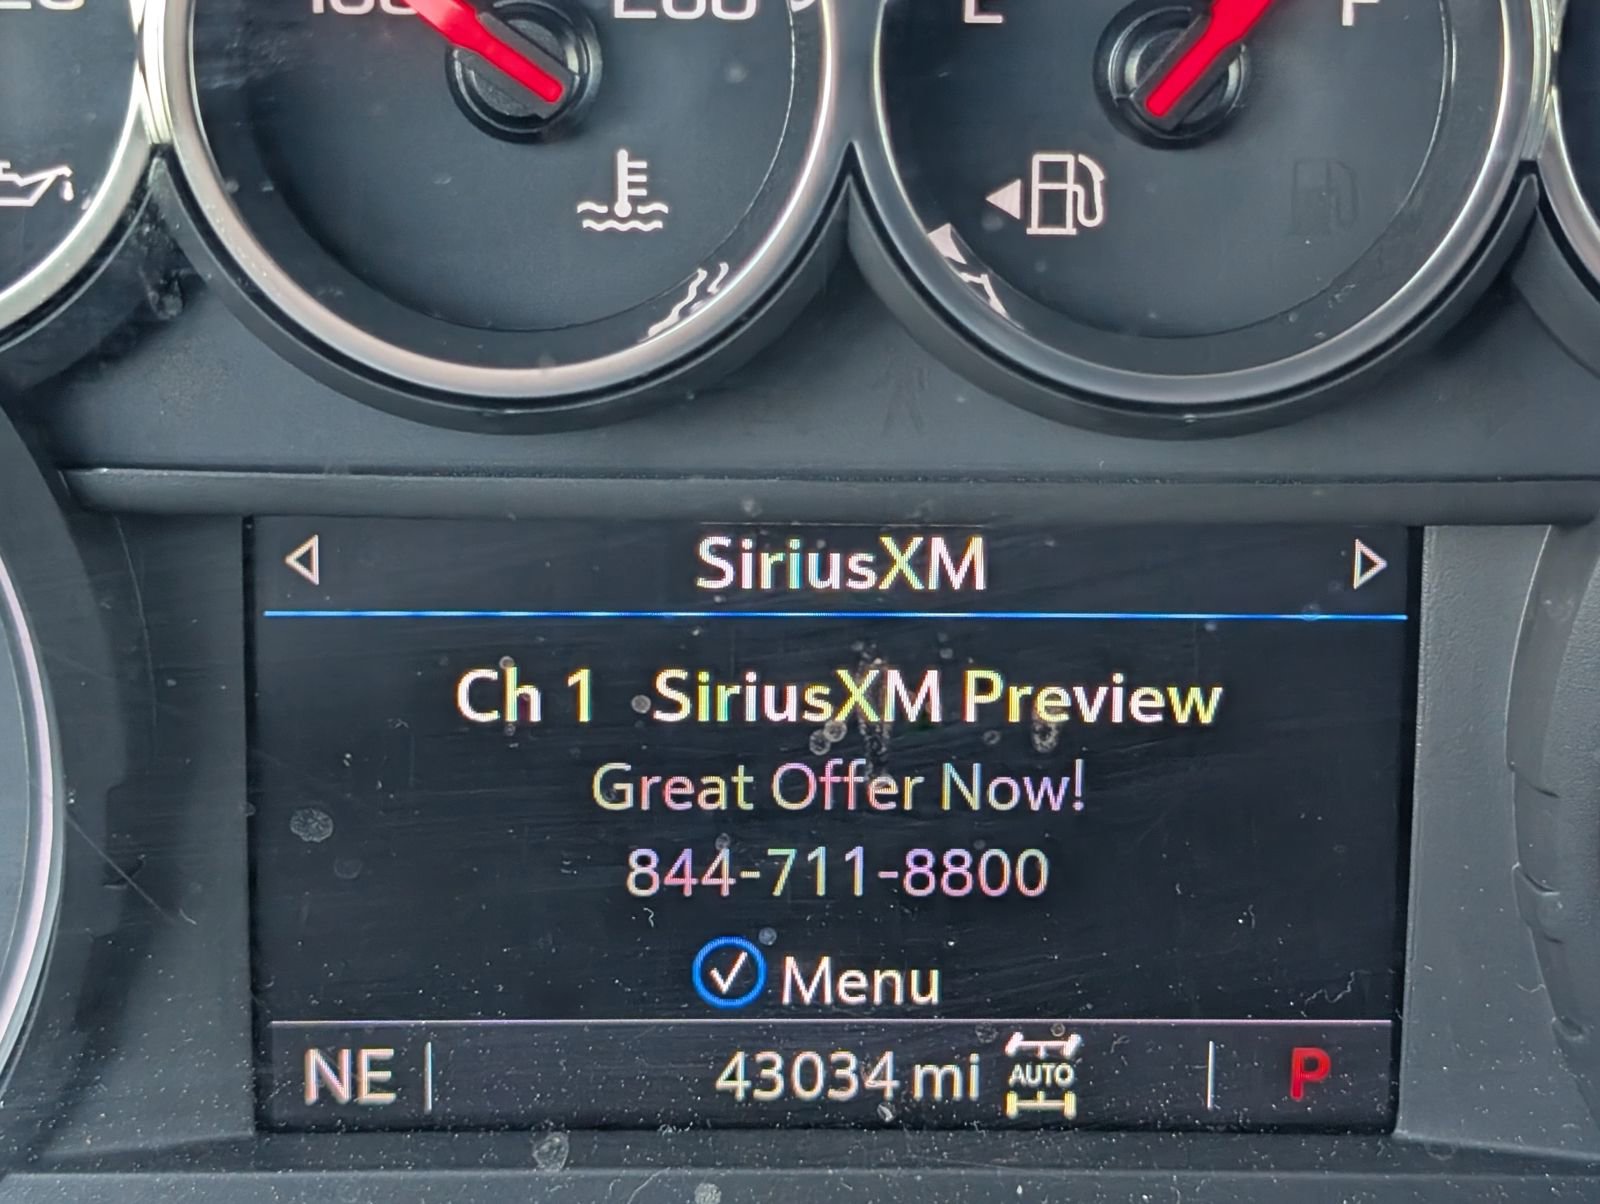 E
F
SiriusXM
Ch 1 SiriusXM Preview
Great Offer Now!
844-711-8800
Menu
NE 43034 mi AUTO P